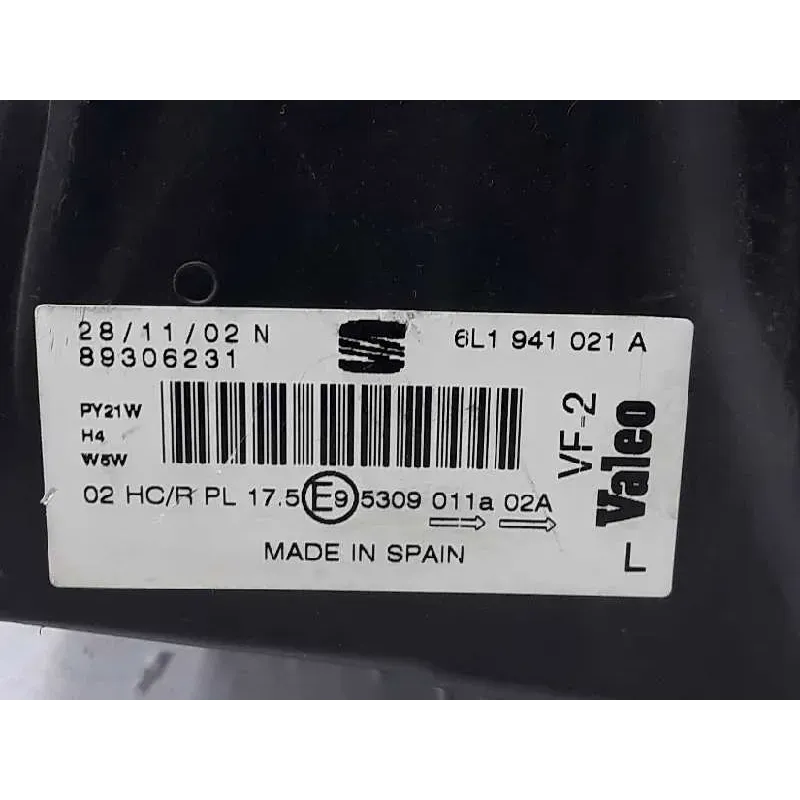 28/11/02 N
89306231
6L1 941 021 A
PY21W
H4
W5W
VF-2
Valeo
02 HC/R PL 17.5 E9 5309 011a 02A
MADE IN SPAIN
L